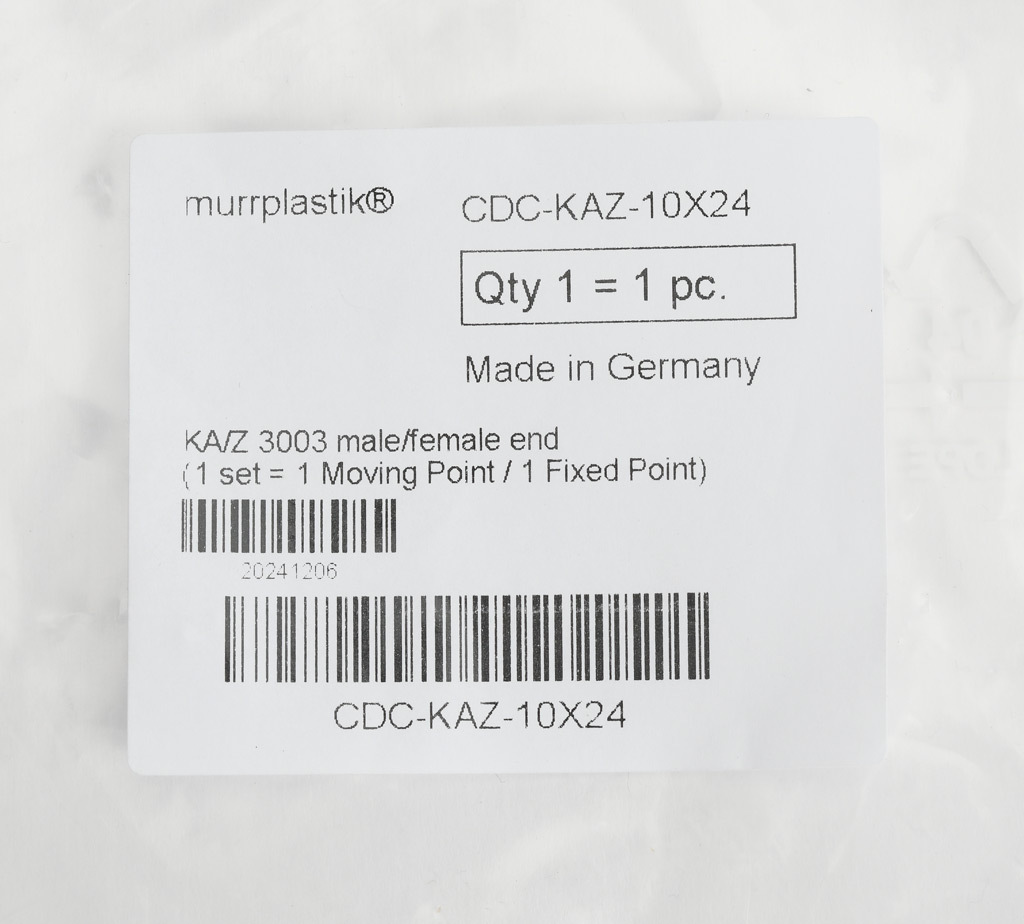 murrplastik®
CDC-KAZ-10X24
Qty 1 = 1 pc.
Made in Germany
KA/Z 3003 male/female end
(1 set = 1 Moving Point / 1 Fixed Point)
20241206
CDC-KAZ-10X24